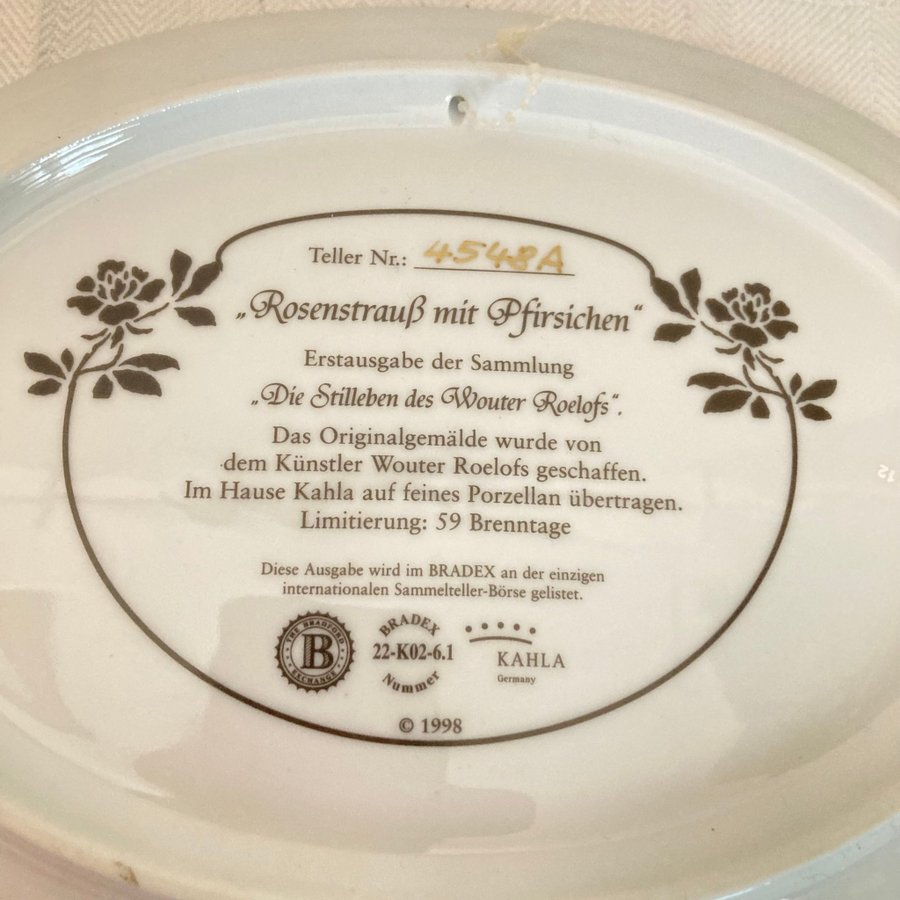 Teller Nr.: 4548A
„Rosenstrauß mit Pfirsichen“
Erstausgabe der Sammlung
„Die Stilleben des Wouter Roelofs“.
Das Originalgemälde wurde von
dem Künstler Wouter Roelofs geschaffen.
Im Hause Kahla auf feines Porzellan übertragen.
Limitierung: 59 Brenntage
Diese Ausgabe wird im BRADEX an der einzigen
internationalen Sammelteller-Börse gelistet.
THE BRADFORD
B
EXCHANGE
BRADEX
22-K02-6.1
Nummer
KAHLA
Germany
© 1998
12